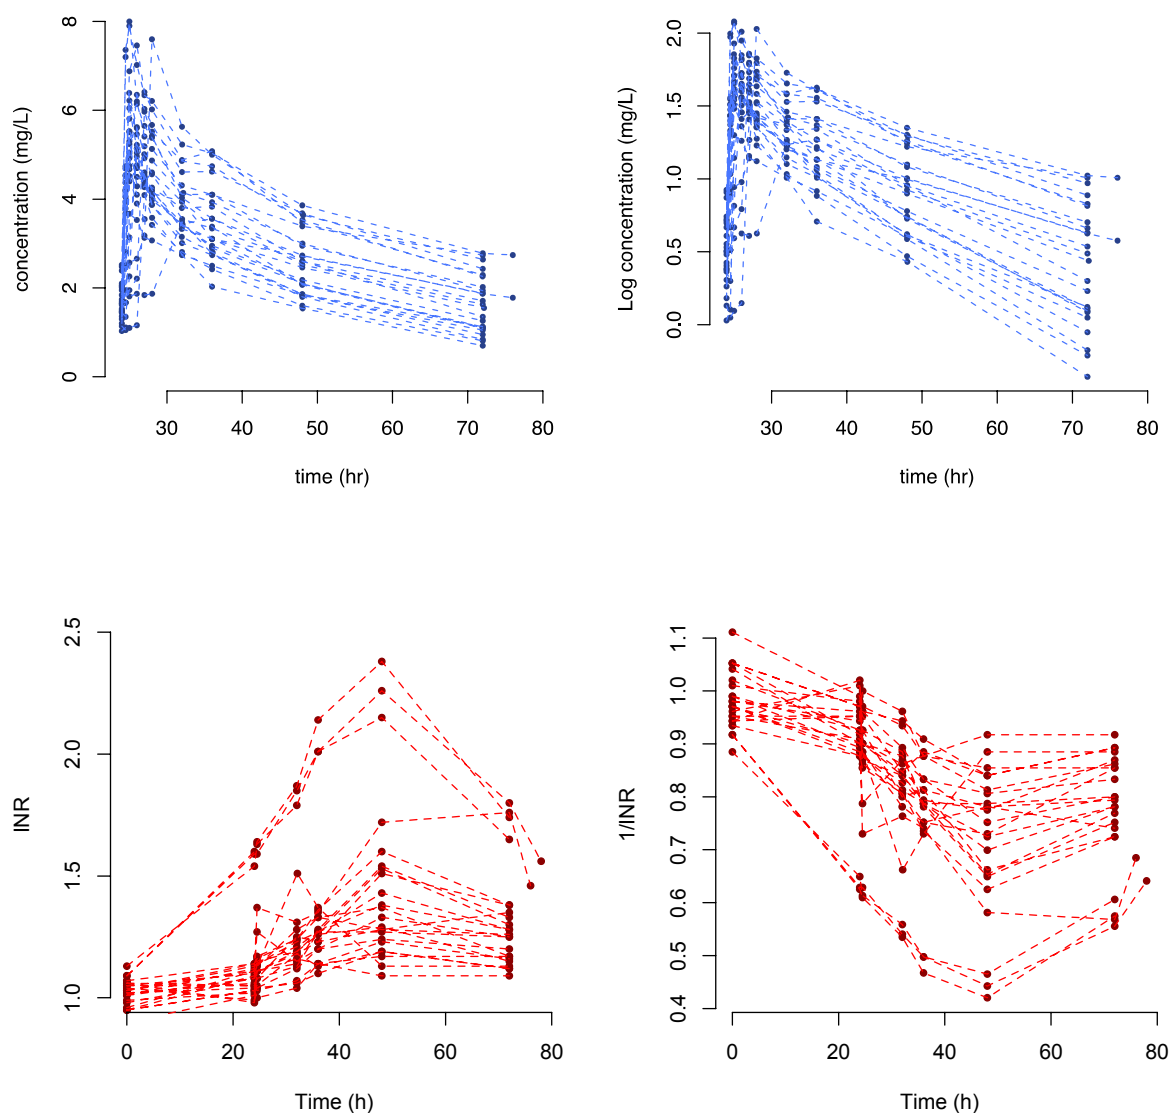 concentration (mg/L)
8
6
4
2
0
30 40 50 60 70 80
time (hr)
Log concentration (mg/L)
2.0
1.5
1.0
0.5
0.0
30 40 50 60 70 80
time (hr)
INR
2.5
2.0
1.5
1.0
0 20 40 60 80
Time (h)
1/INR
1.1
1.0
0.9
0.8
0.7
0.6
0.5
0.4
0 20 40 60 80
Time (h)